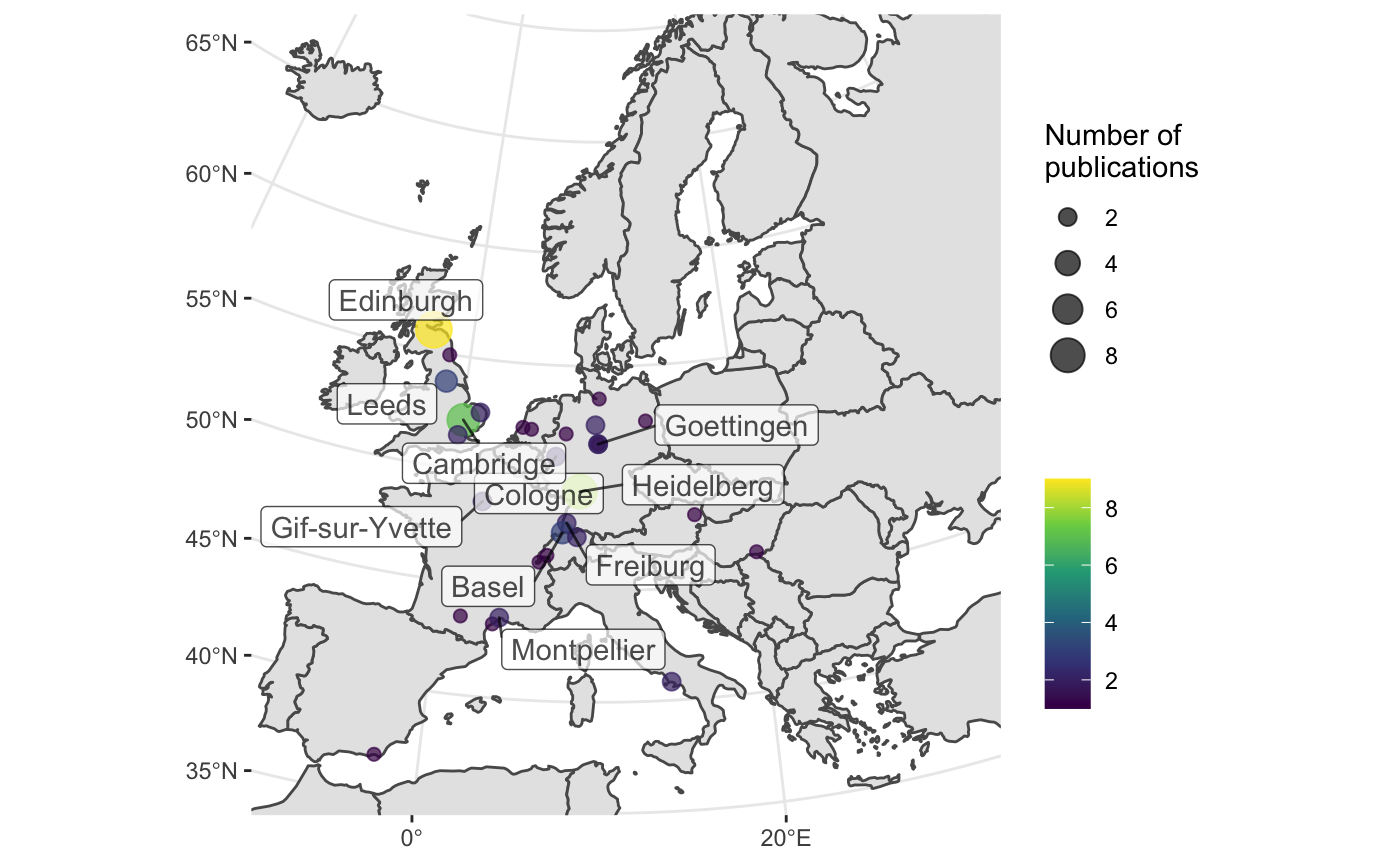 65°N
60°N
55°N
50°N
45°N
40°N
35°N
0°
20°E
Edinburgh
Leeds
Goettingen
Cambridge
Heidelberg
Cologne
Gif-sur-Yvette
Freiburg
Basel
Montpellier
Number of
publications
2
4
6
8
8
6
4
2